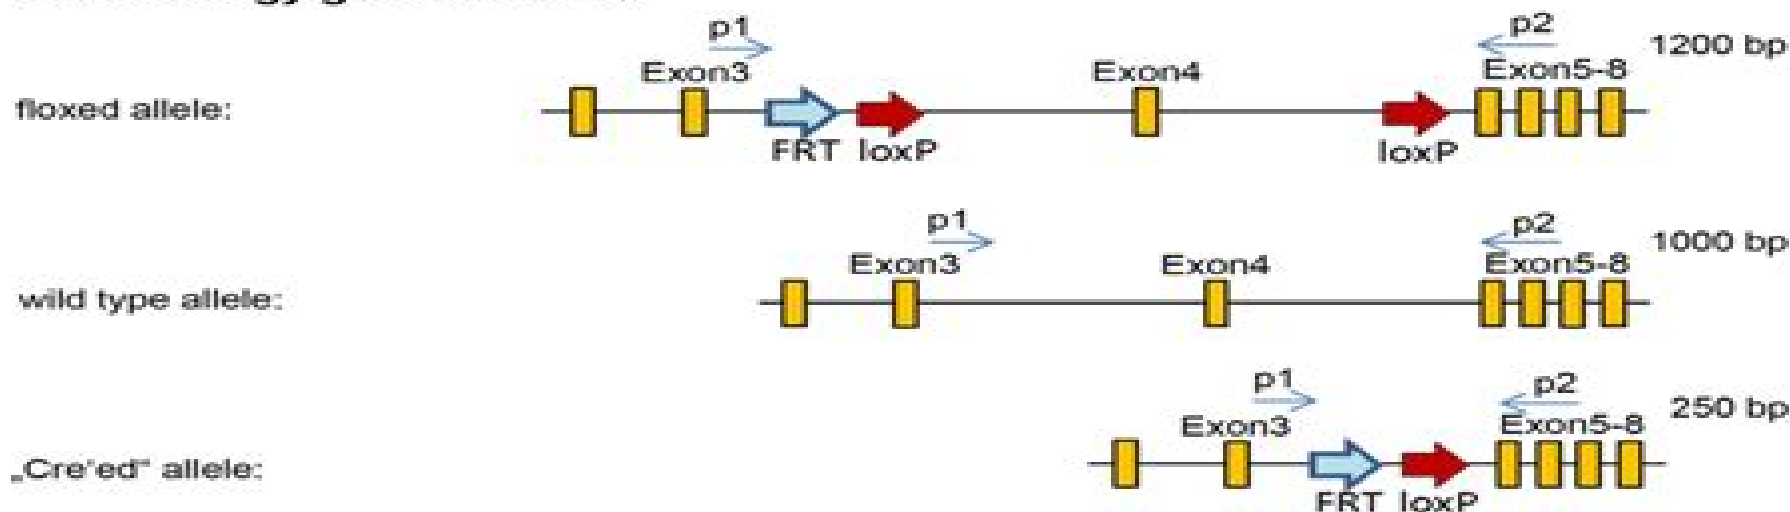 p1 p2 1200 bp
Exon3 Exon4 Exon5-8
floxed allele:
FRT loxP loxP
p1 p2 1000 bp
Exon3 Exon4 Exon5-8
wild type allele:
p1 p2 250 bp
Exon3 Exon5-8
„Cre'ed“ allele:
FRT loxP